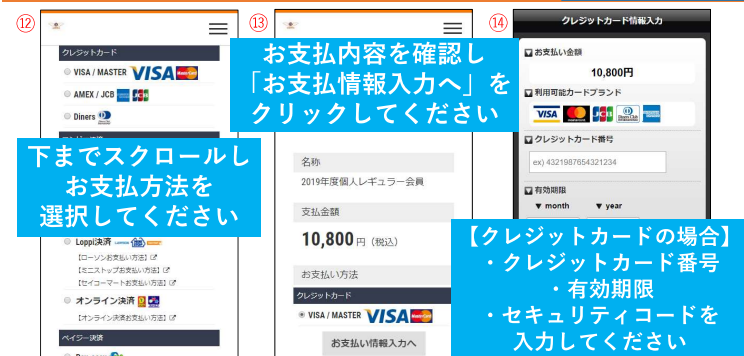 ⑫
クレジットカード
VISA / MASTER VISA
AMEX / JCB JCB
Diners
下までスクロールし
お支払方法を
選択してください
Loppi決済
【ローソンお支払い方法】
【ミニストップお支払い方法】
【セイコーマートお支払い方法】
オンライン決済
【オンライン決済お支払い方法】
ペイジー決済
⑬
お支払内容を確認し
「お支払情報入力へ」を
クリックしてください
名称
2019年度個人レギュラー会員
支払金額
10,800 円（税込）
お支払い方法
クレジットカード
VISA / MASTER VISA
お支払い情報入力へ
⑭
クレジットカード情報入力
お支払い金額
10,800円
利用可能カードブランド
VISA JCB
クレジットカード番号
ex) 4321987654321234
有効期限
▼ month ▼ year
【クレジットカードの場合】
・クレジットカード番号
・有効期限
・セキュリティコードを
入力してください